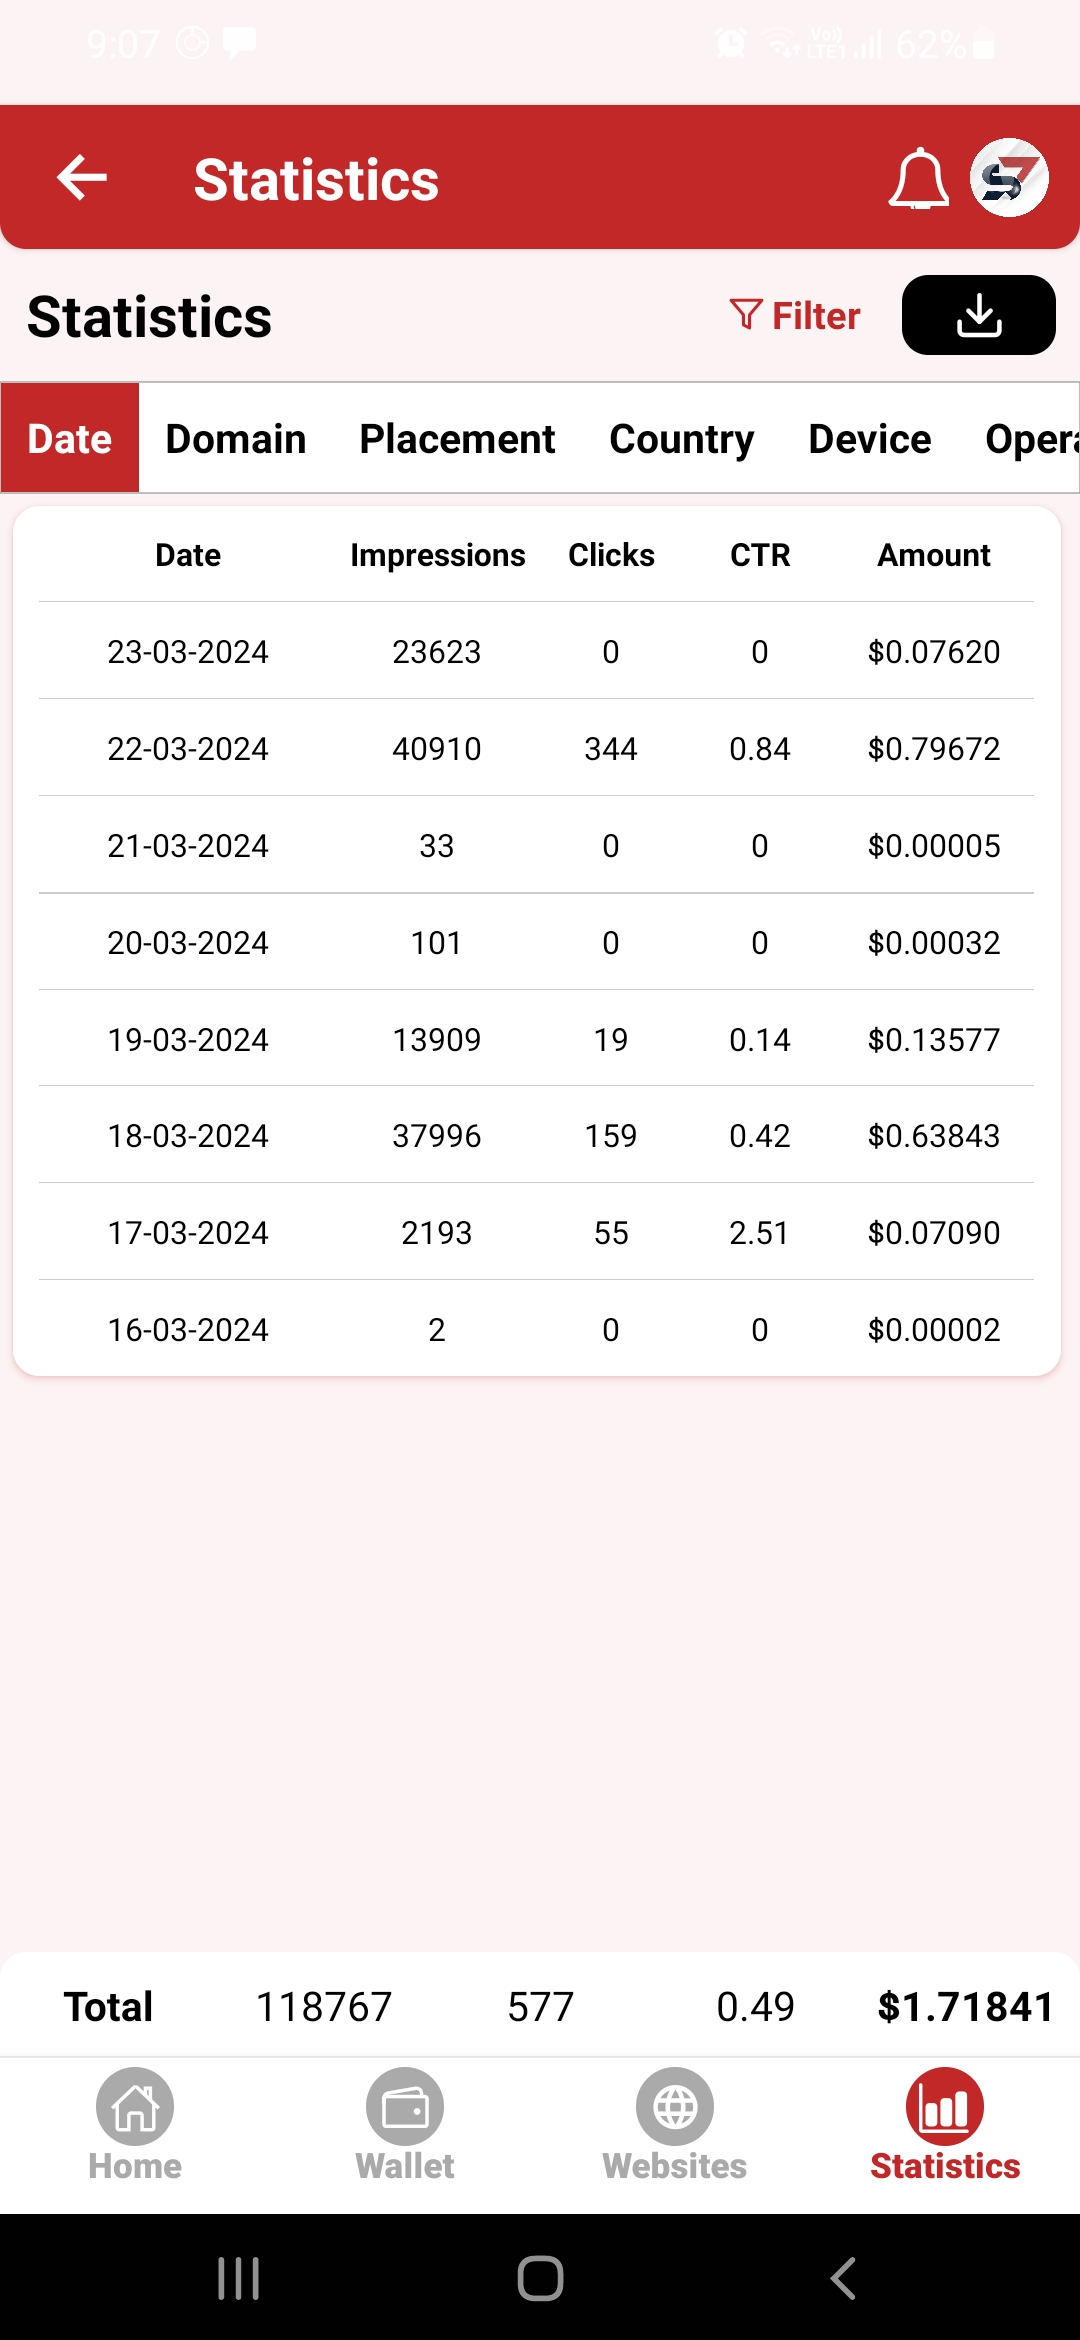 9:07 Vo)) LTE1 62%
Statistics
Statistics Filter
Date Domain Placement Country Device Opera
Date Impressions Clicks CTR Amount
23-03-2024 23623 0 0 $0.07620
22-03-2024 40910 344 0.84 $0.79672
21-03-2024 33 0 0 $0.00005
20-03-2024 101 0 0 $0.00032
19-03-2024 13909 19 0.14 $0.13577
18-03-2024 37996 159 0.42 $0.63843
17-03-2024 2193 55 2.51 $0.07090
16-03-2024 2 0 0 $0.00002
Total 118767 577 0.49 $1.71841
Home Wallet Websites Statistics